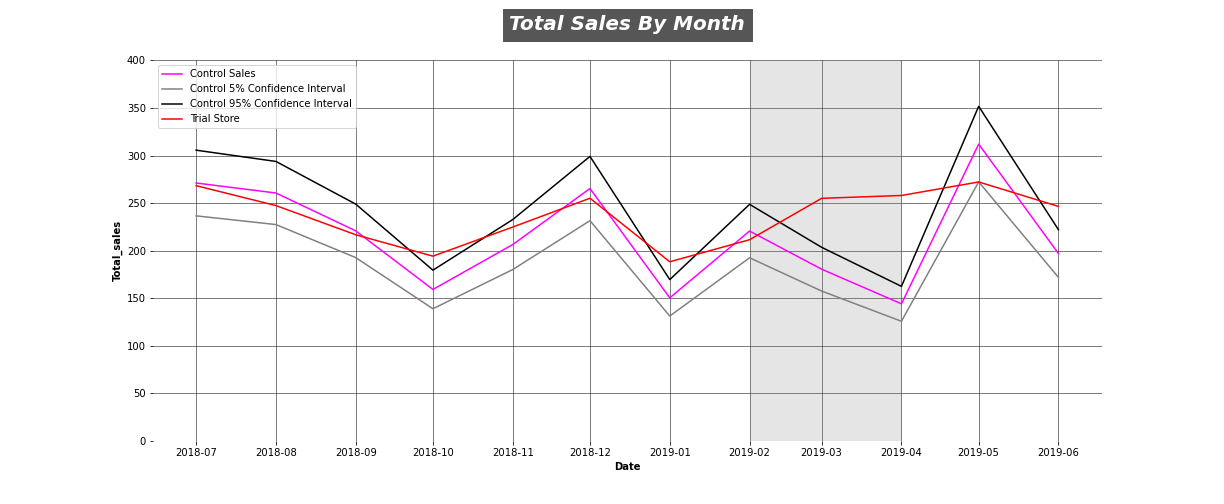 Total Sales By Month
400
350
300
250
200
150
100
50
0
Total_sales
Control Sales
Control 5% Confidence Interval
Control 95% Confidence Interval
Trial Store
2018-07 2018-08 2018-09 2018-10 2018-11 2018-12 2019-01 2019-02 2019-03 2019-04 2019-05 2019-06
Date